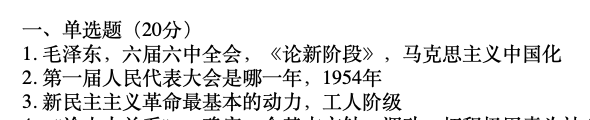 一、单选题（20分）
1. 毛泽东，六届六中全会，《论新阶段》，马克思主义中国化
2. 第一届人民代表大会是哪一年，1954年
3. 新民主主义革命最基本的动力，工人阶级